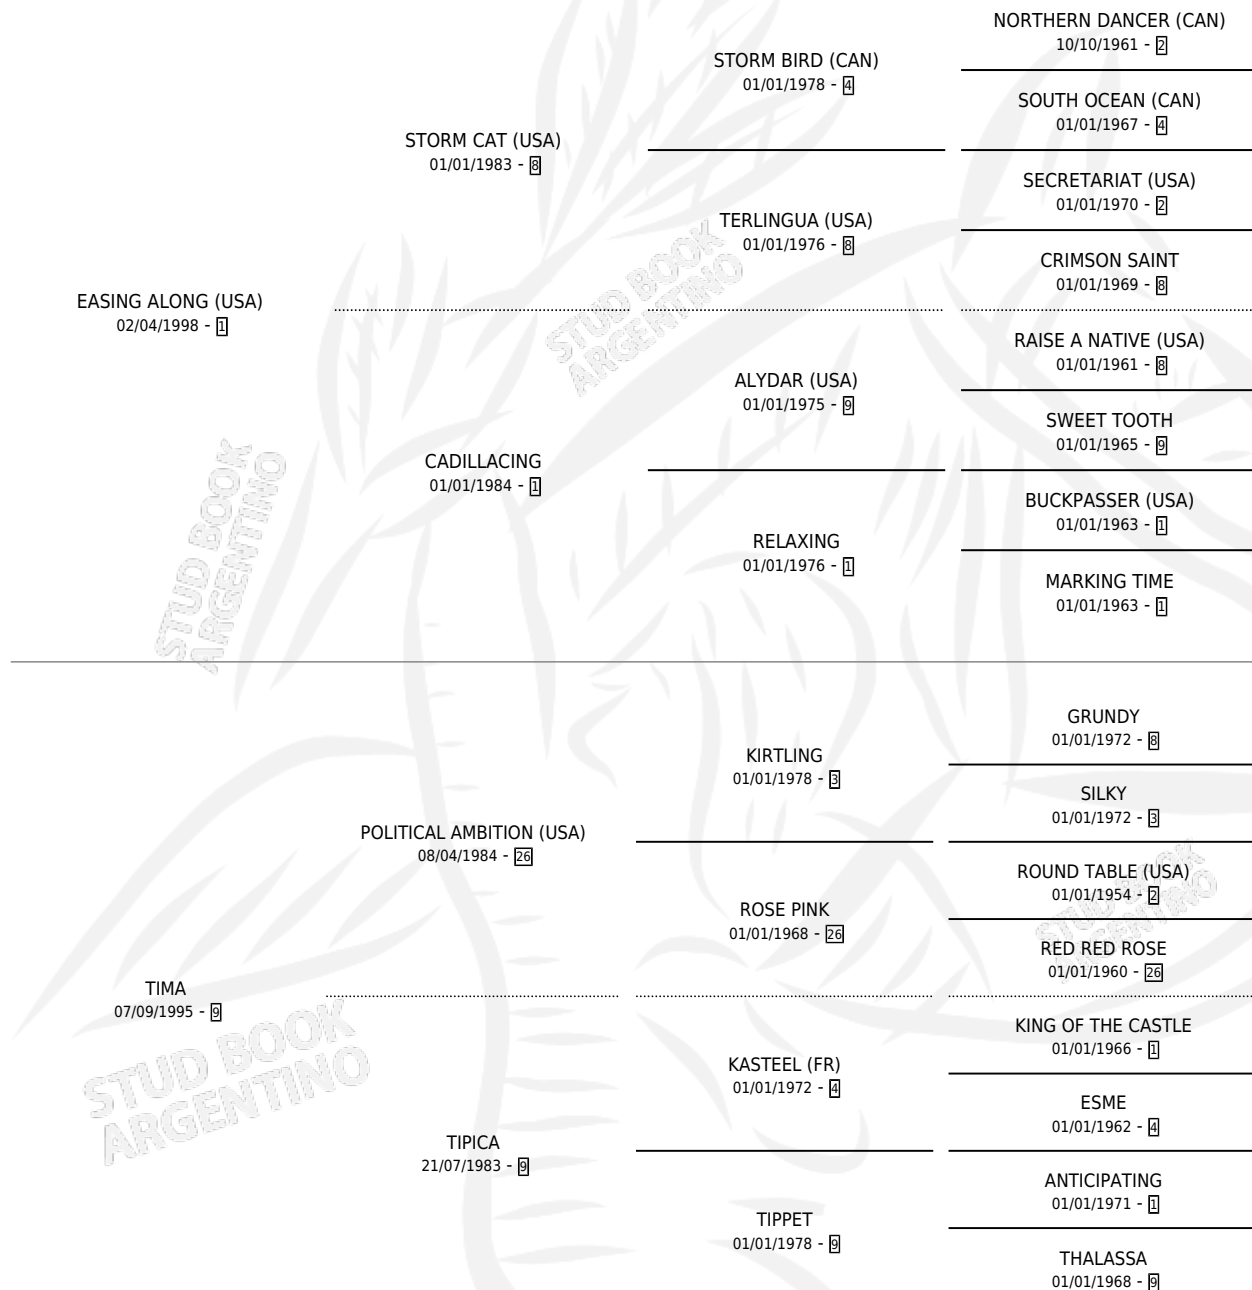 NORTHERN DANCER (CAN)
10/10/1961 - 2
STORM BIRD (CAN)
01/01/1978 - 4
SOUTH OCEAN (CAN)
01/01/1967 - 4
STORM CAT (USA)
01/01/1983 - 8
SECRETARIAT (USA)
01/01/1970 - 2
TERLINGUA (USA)
01/01/1976 - 8
CRIMSON SAINT
01/01/1969 - 8
EASING ALONG (USA)
02/04/1998 - 1
RAISE A NATIVE (USA)
01/01/1961 - 8
ALYDAR (USA)
01/01/1975 - 9
SWEET TOOTH
01/01/1965 - 9
CADILLACING
01/01/1984 - 1
BUCKPASSER (USA)
01/01/1963 - 1
RELAXING
01/01/1976 - 1
MARKING TIME
01/01/1963 - 1
GRUNDY
01/01/1972 - 8
KIRTLING
01/01/1978 - 3
SILKY
01/01/1972 - 3
POLITICAL AMBITION (USA)
08/04/1984 - 26
ROUND TABLE (USA)
01/01/1954 - 2
ROSE PINK
01/01/1968 - 26
RED RED ROSE
01/01/1960 - 26
TIMA
07/09/1995 - 9
KING OF THE CASTLE
01/01/1966 - 1
KASTEEL (FR)
01/01/1972 - 4
ESME
01/01/1962 - 4
TIPICA
21/07/1983 - 9
ANTICIPATING
01/01/1971 - 1
TIPPET
01/01/1978 - 9
THALASSA
01/01/1968 - 9
STUD BOOK
ARGENTINO
STUD BOOK
ARGENTINO
STUD BOOK
ARGENTINO
STUD BOOK
ARGENTINO